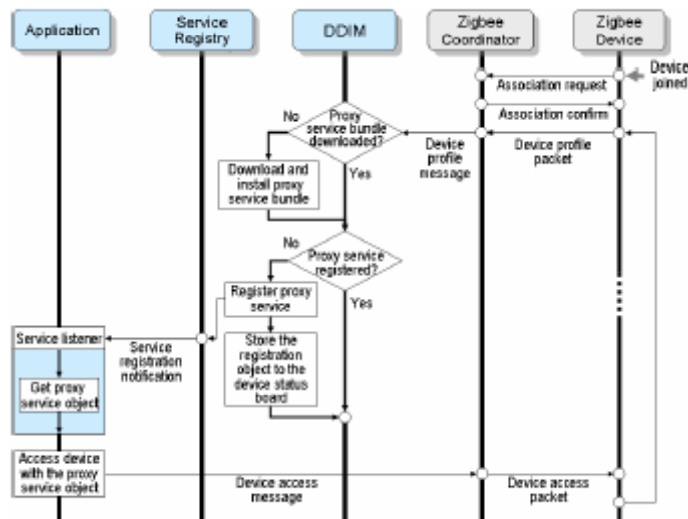 Application
Service
Registry
DDIM
Zigbee
Coordinator
Zigbee
Device
Device
joined
Association request
Association confirm
No
Proxy
service bundle
downloaded?
Device
profile
message
Device profile
packet
Download and
install proxy
service bundle
Yes
No
Proxy service
registered?
Register proxy
service
Yes
Service listener
Service
registration
notification
Store the
registration
object to the
device status
board
Get proxy
service object
Access device
with the proxy
service object
Device access
message
Device access
packet